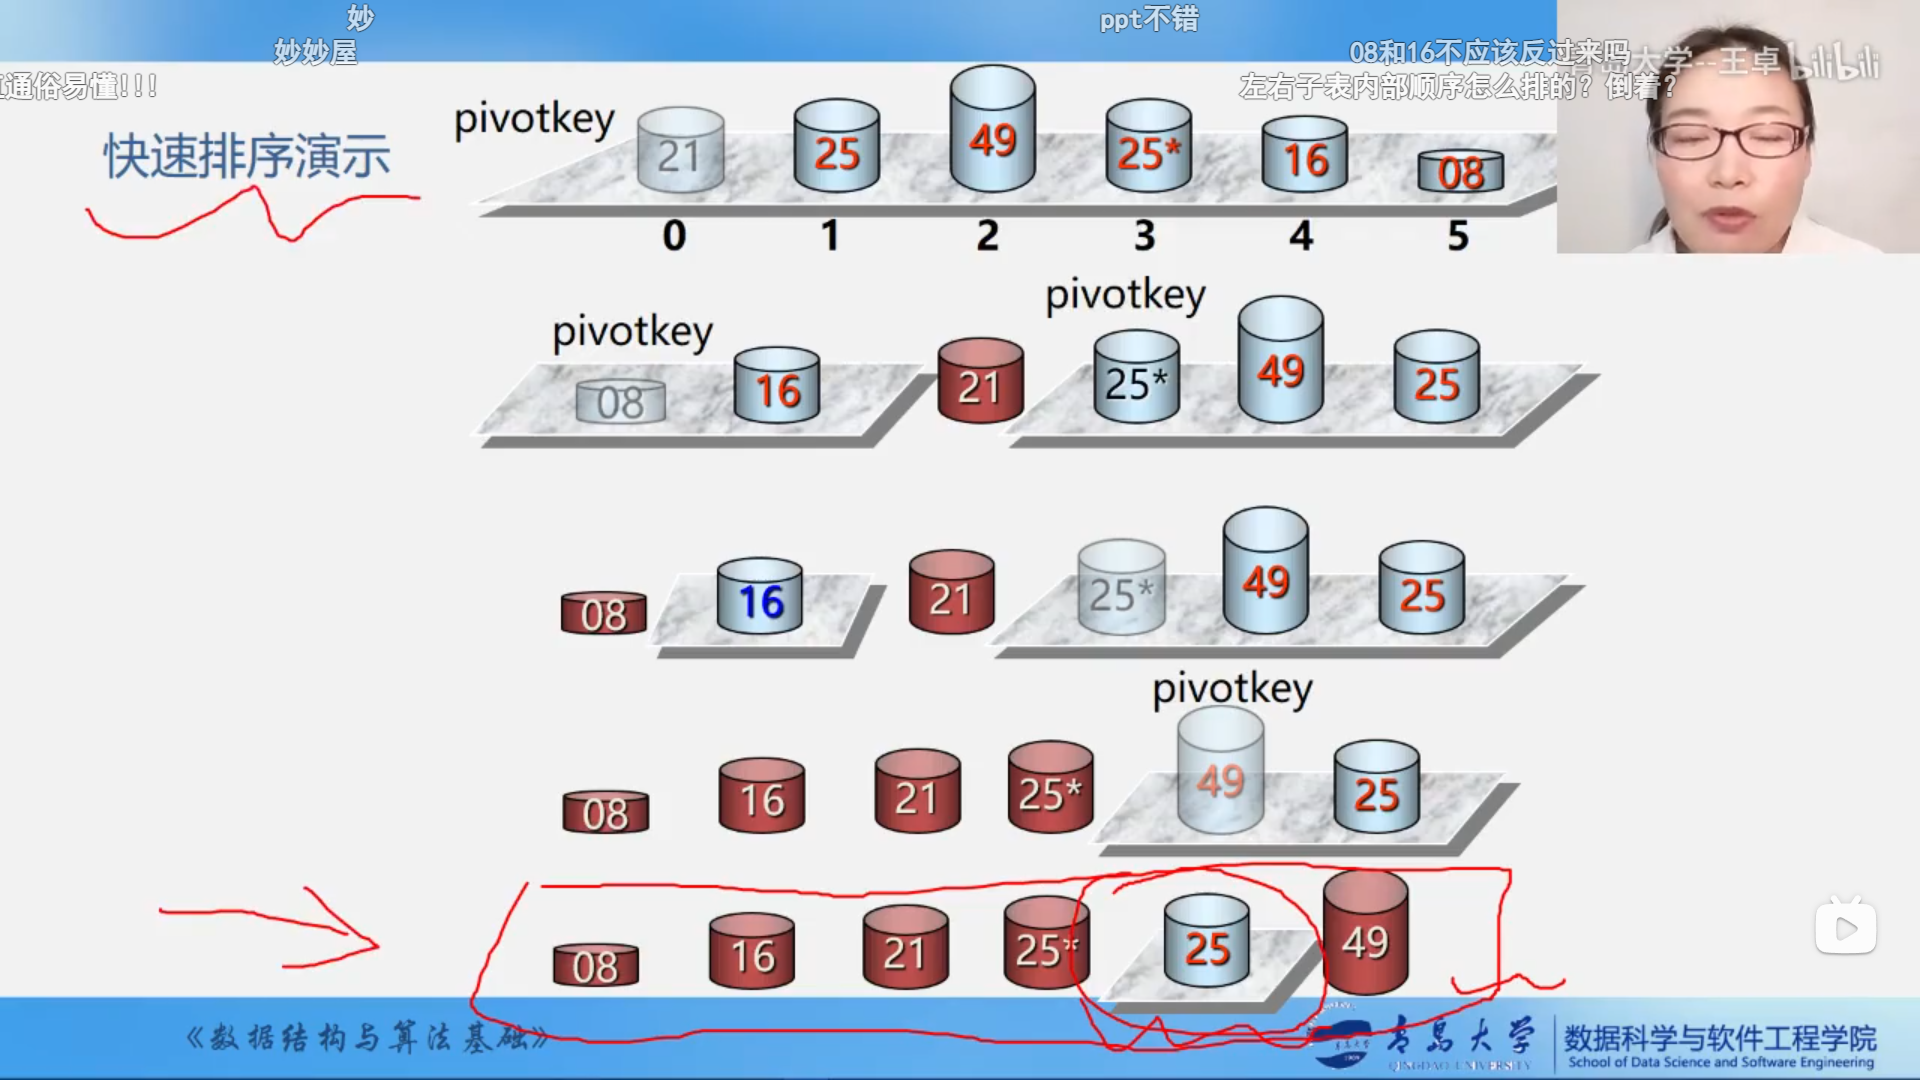 妙
ppt不错
妙妙屋
08和16不应该反过来吗
大学--王卓 bilibili
通俗易懂!!!
左右子表内部顺序怎么排的？倒着？
快速排序演示
pivotkey
21 25 49 25* 16 08
0 1 2 3 4 5
pivotkey pivotkey
08 16 21 25* 49 25
08 16 21 25* 49 25
pivotkey
08 16 21 25* 49 25
08 16 21 25* 25 49
《数据结构与算法基础》
青岛大学
QINGDAO UNIVERSITY
数据科学与软件工程学院
School of Data Science and Software Engineering